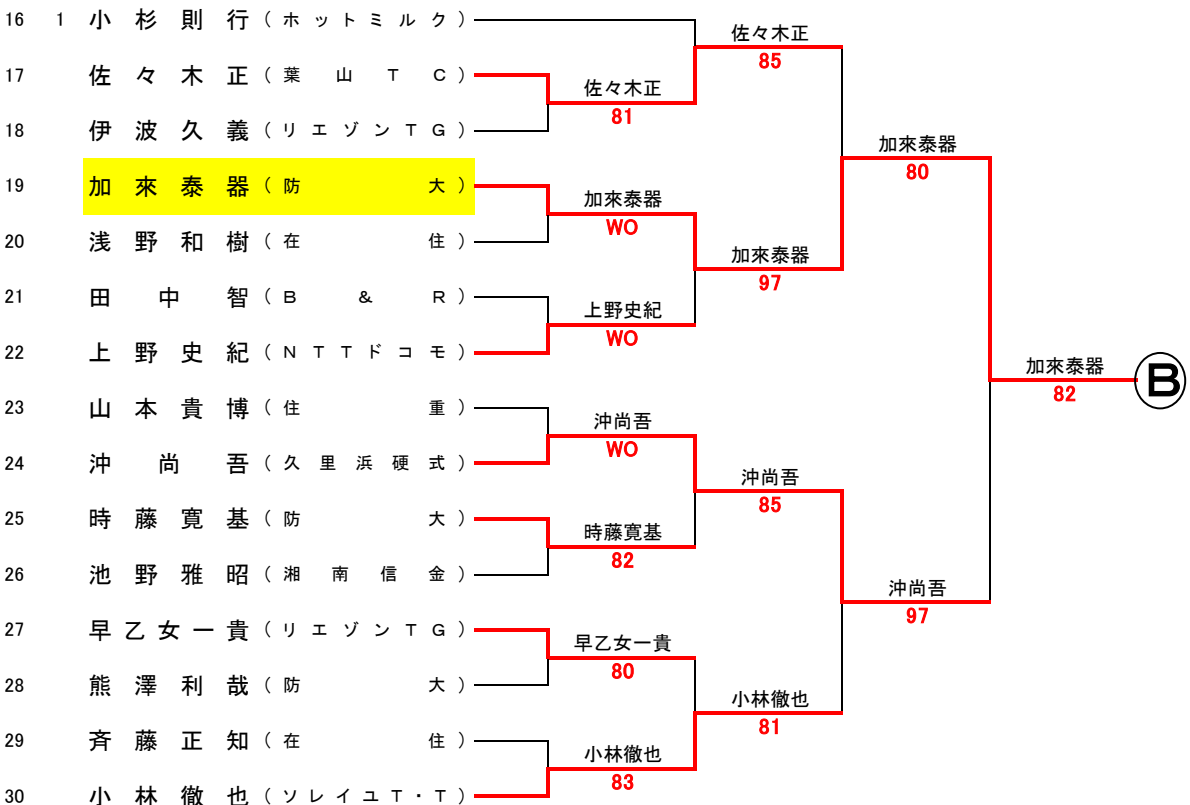 16 1 小杉則行(ホットミルク)
佐々木正
85
17 佐々木正(葉山TC)
佐々木正
81
18 伊波久義(リエゾンTG)
加來泰器
80
19 加來泰器(防大)
加來泰器
WO
20 浅野和樹(在住)
加來泰器
97
21 田中智(B&R)
上野史紀
WO
22 上野史紀(NTTドコモ)
加來泰器
82
B
23 山本貴博(住重)
沖尚吾
WO
24 沖尚吾(久里浜硬式)
沖尚吾
85
25 時藤寛基(防大)
時藤寛基
82
26 池野雅昭(湘南信金)
沖尚吾
97
27 早乙女一貴(リエゾンTG)
早乙女一貴
80
28 熊澤利哉(防大)
小林徹也
81
29 斉藤正知(在住)
小林徹也
83
30 小林徹也(ソレイユT・T)